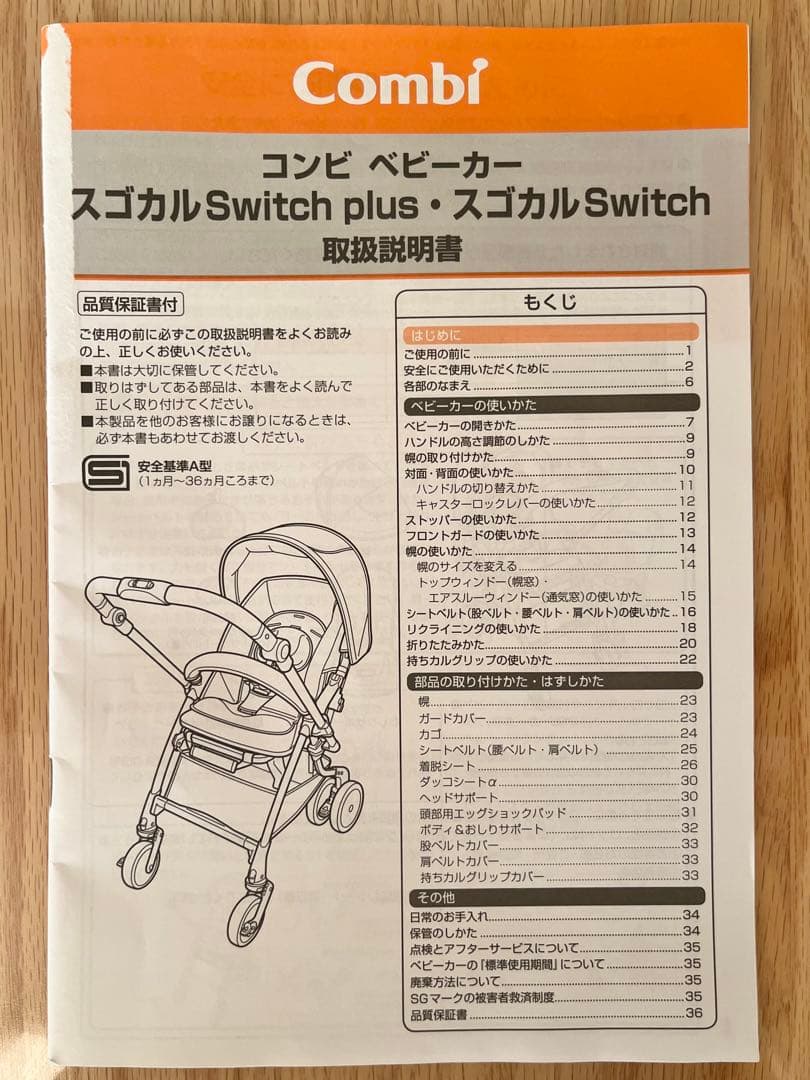 Combi
コンビ ベビーカー
スゴカルSwitch plus・スゴカルSwitch
取扱説明書
品質保証書付
ご使用の前に必ずこの取扱説明書をよくお読み
の上、正しくお使いください。
■本書は大切に保管してください。
■取りはずしてある部品は、本書をよく読んで
正しく取り付けてください。
■本製品を他のお客様にお譲りになるときは、
必ず本書もあわせてお渡しください。
安全基準A型
（1ヵ月〜36ヵ月ころまで）
もくじ
はじめに
ご使用の前に……1
安全にご使用いただくために……2
各部のなまえ……6
ベビーカーの使いかた
ベビーカーの開きかた……7
ハンドルの高さ調節のしかた……9
幌の取り付けかた……9
対面・背面の使いかた……10
ハンドルの切り替えかた……11
キャスターロックレバーの使いかた……12
ストッパーの使いかた……12
フロントガードの使いかた……13
幌の使いかた……14
幌のサイズを変える……14
トップウィンドー（幌窓）・
エアスルーウィンドー（通気窓）の使いかた……15
シートベルト（股ベルト・腰ベルト・肩ベルト）の使いかた..16
リクライニングの使いかた……18
折りたたみかた……20
持ちカルグリップの使いかた……22
部品の取り付けかた・はずしかた
幌……23
ガードカバー……23
カゴ……24
シートベルト（腰ベルト・肩ベルト）……25
着脱シート……26
ダッコシートα……30
ヘッドサポート……30
頭部用エッグショックパッド……31
ボディ＆おしりサポート……32
股ベルトカバー……33
肩ベルトカバー……33
持ちカルグリップカバー……33
その他
日常のお手入れ……34
保管のしかた……34
点検とアフターサービスについて……35
ベビーカーの「標準使用期間」について……35
廃棄方法について……35
SGマークの被害者救済制度……35
品質保証書……36